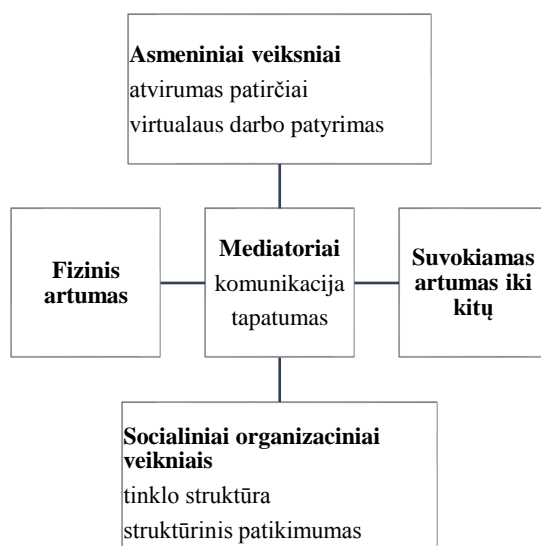 Asmeniniai veiksniai
atvirumas patirčiai
virtualaus darbo patyrimas
Fizinis
artumas
Mediatoriai
komunikacija
tapatumas
Suvokiamas
artumas iki
kitų
Socialiniai organizaciniai
veikniais
tinklo struktūra
struktūrinis patikimumas